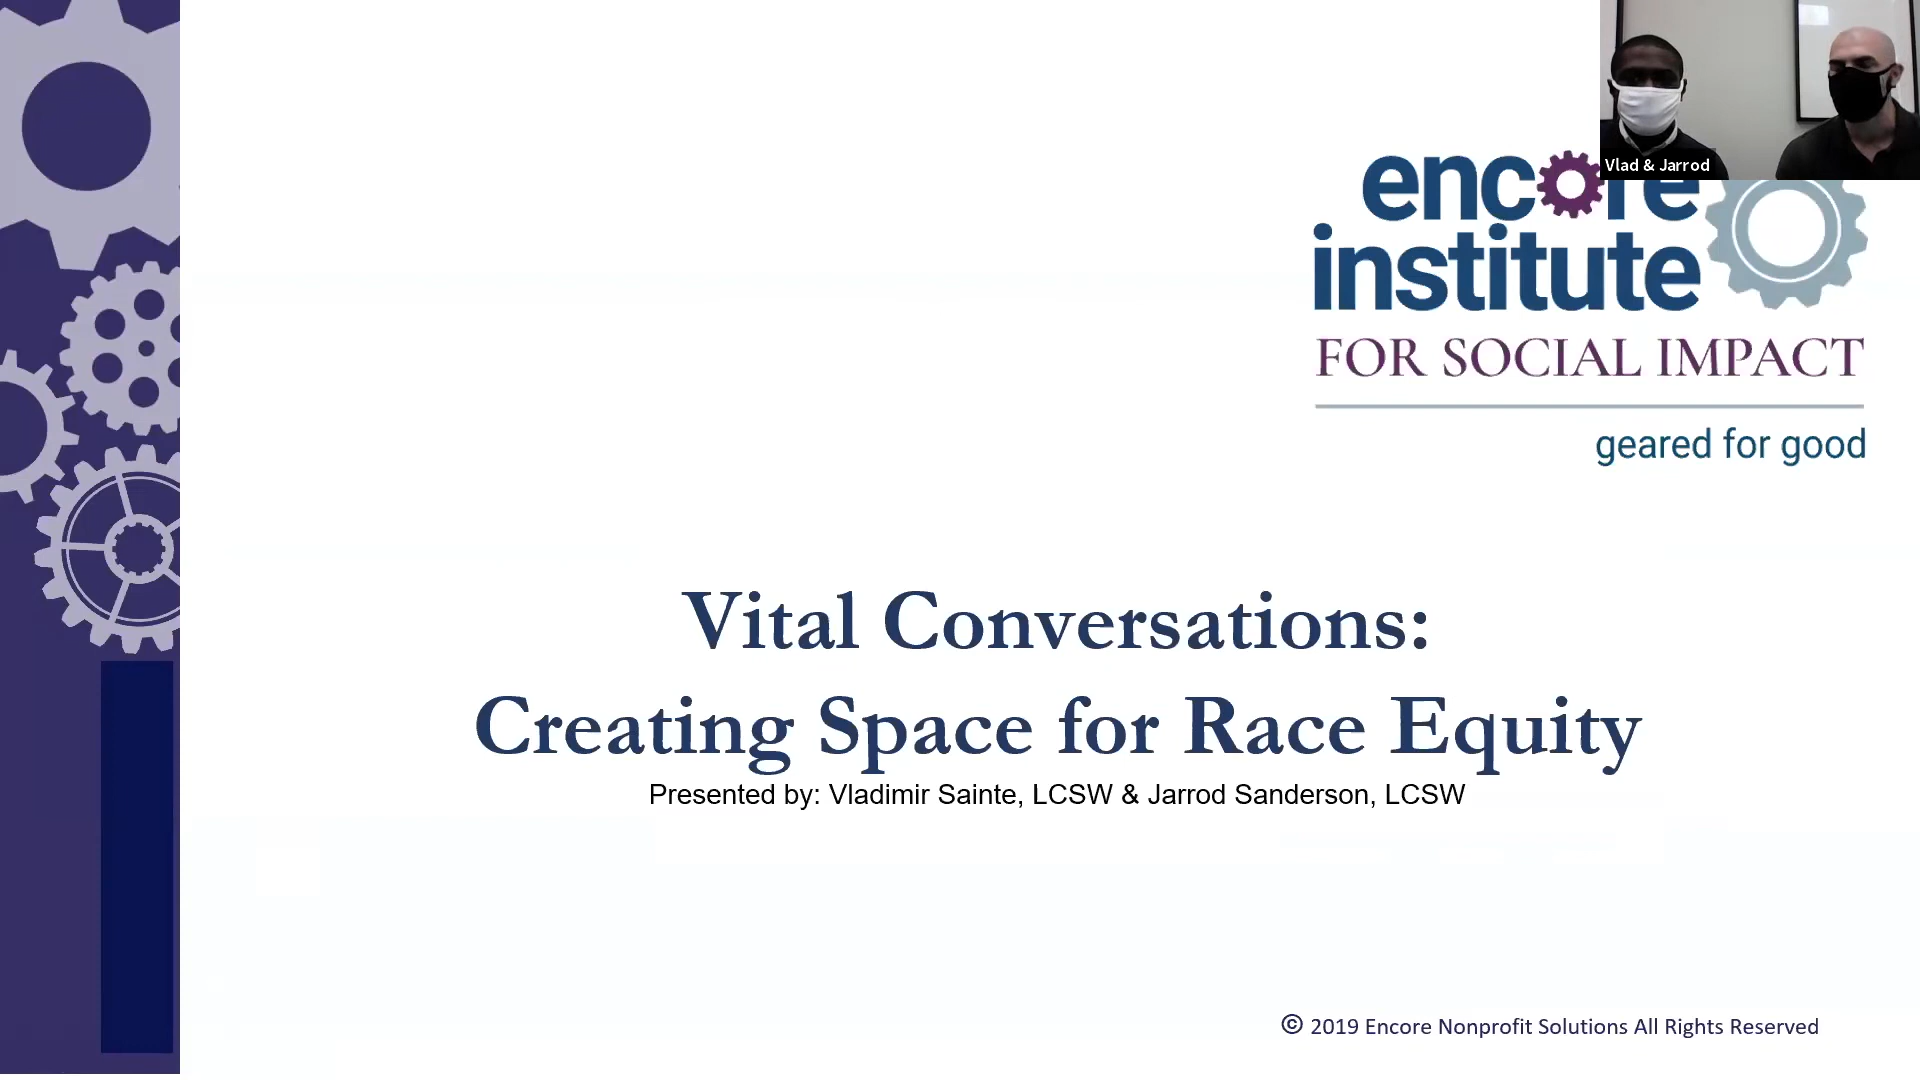 Vlad & Jarrod
encore
institute
FOR SOCIAL IMPACT
geared for good
Vital Conversations:
Creating Space for Race Equity
Presented by: Vladimir Sainte, LCSW & Jarrod Sanderson, LCSW
© 2019 Encore Nonprofit Solutions All Rights Reserved